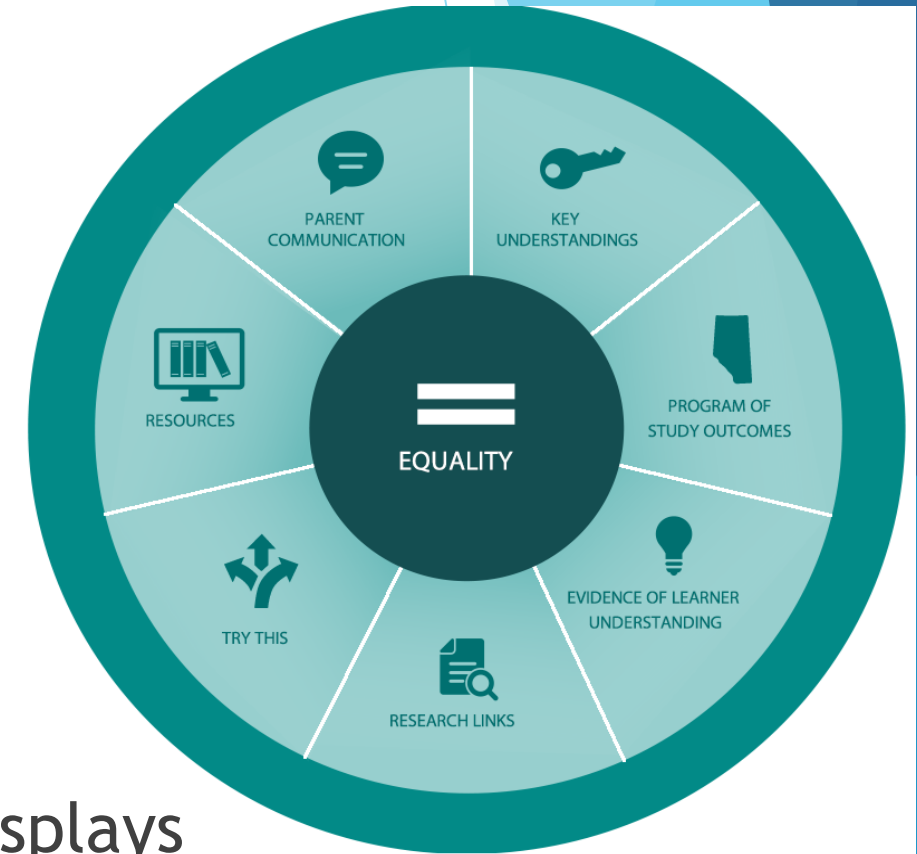 PARENT
COMMUNICATION
KEY
UNDERSTANDINGS
RESOURCES
PROGRAM OF
STUDY OUTCOMES
EQUALITY
TRY THIS
EVIDENCE OF LEARNER
UNDERSTANDING
RESEARCH LINKS
splays